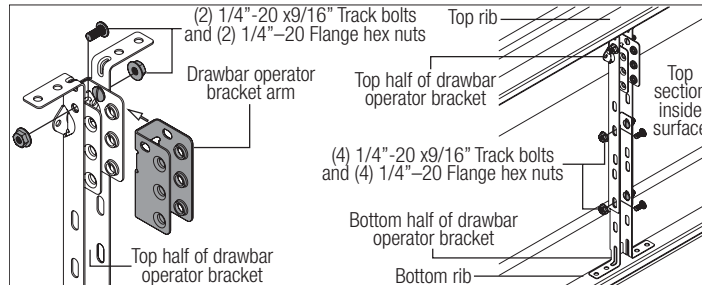 (2) 1/4"-20 x9/16" Track bolts
and (2) 1/4"–20 Flange hex nuts
Drawbar operator
bracket arm
Top half of drawbar
operator bracket
Top rib
Top half of drawbar
operator bracket
Top
section
inside
surface
(4) 1/4"-20 x9/16" Track bolts
and (4) 1/4"–20 Flange hex nuts
Bottom half of drawbar
operator bracket
Bottom rib